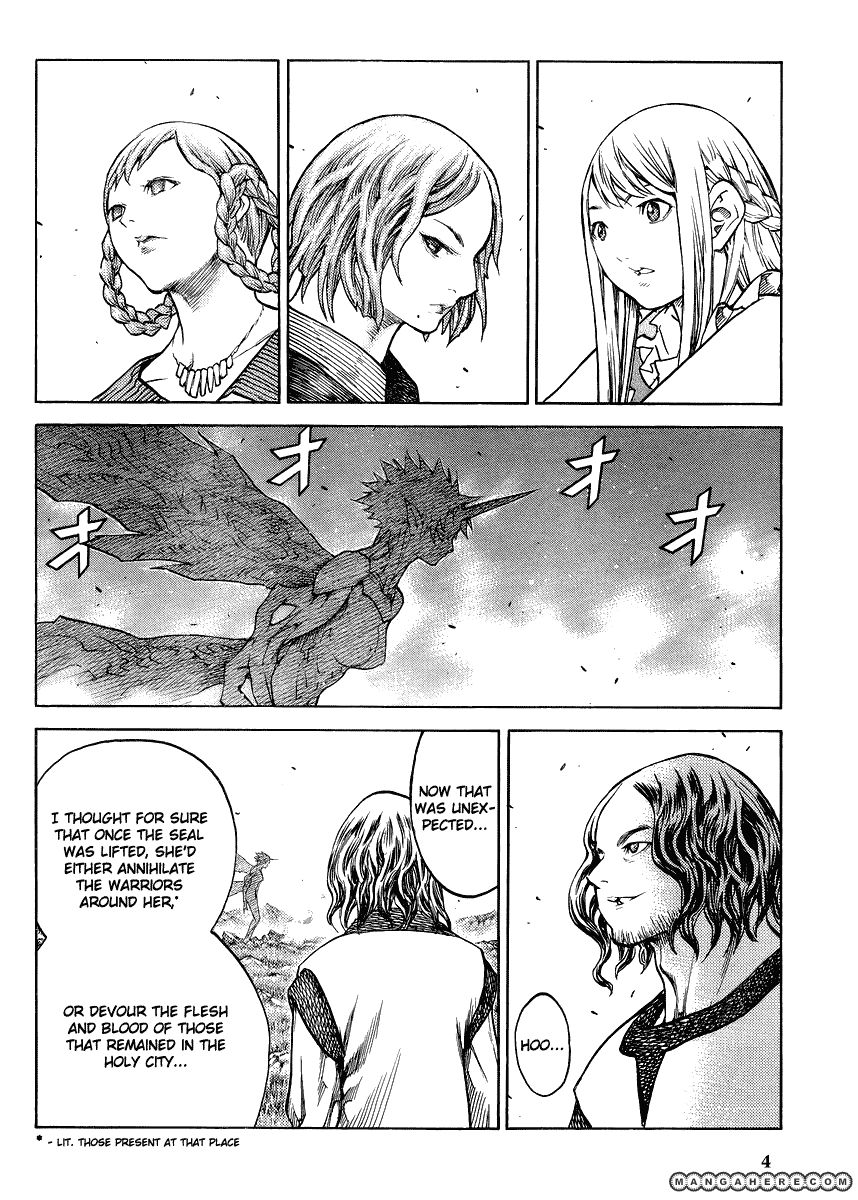 オ
オ
オ
オ
HOO...
NOW THAT
WAS UNEX-
PECTED...
I THOUGHT FOR SURE
THAT ONCE THE SEAL
WAS LIFTED, SHE'D
EITHER ANNIHILATE
THE WARRIORS
AROUND HER,*
OR DEVOUR THE FLESH
AND BLOOD OF THOSE
THAT REMAINED IN THE
HOLY CITY...
* - LIT. THOSE PRESENT AT THAT PLACE
4
MANGAHERE.COM